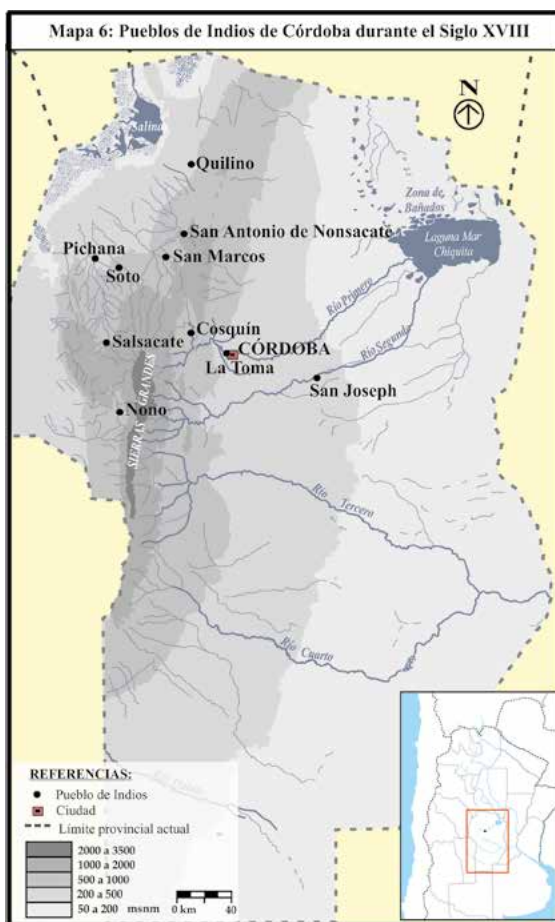 Mapa 6: Pueblos de Indios de Córdoba durante el Siglo XVIII
N
Salina
Quilino
Zona de
Bañados
San Antonio de Nonsacate
Laguna Mar
Chiquita
Pichana
San Marcos
Soto
Río Primero
Cosquín
Río Segundo
Salsacate
CÓRDOBA
La Toma
San Joseph
SIERRAS GRANDES
Nono
Río Tercero
Río Cuarto
REFERENCIAS:
Pueblo de Indios
Ciudad
Límite provincial actual
2000 a 3500
1000 a 2000
500 a 1000
200 a 500
50 a 200 msnm
0 km 40